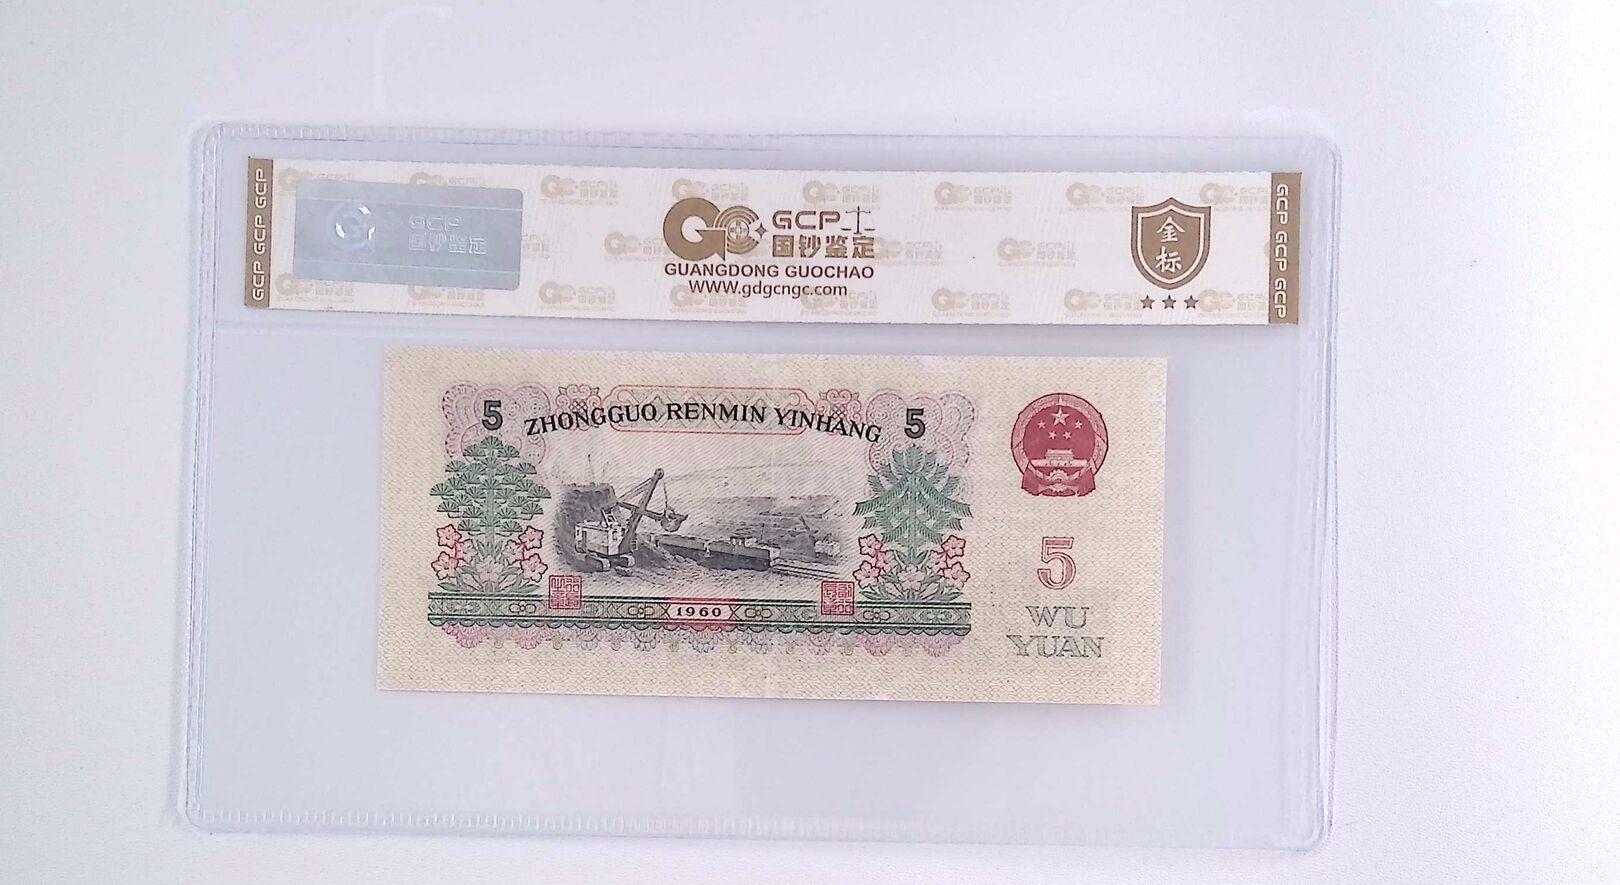 GCP GCP GCP
GCP
国钞鉴定
GCP
国钞鉴定
GUANGDONG GUOCHAO
www.gdgcngc.com
金标
GCP GCP GCP
5 ZHONGGUO RENMIN YINHANG 5
1960
5
WU
YUAN